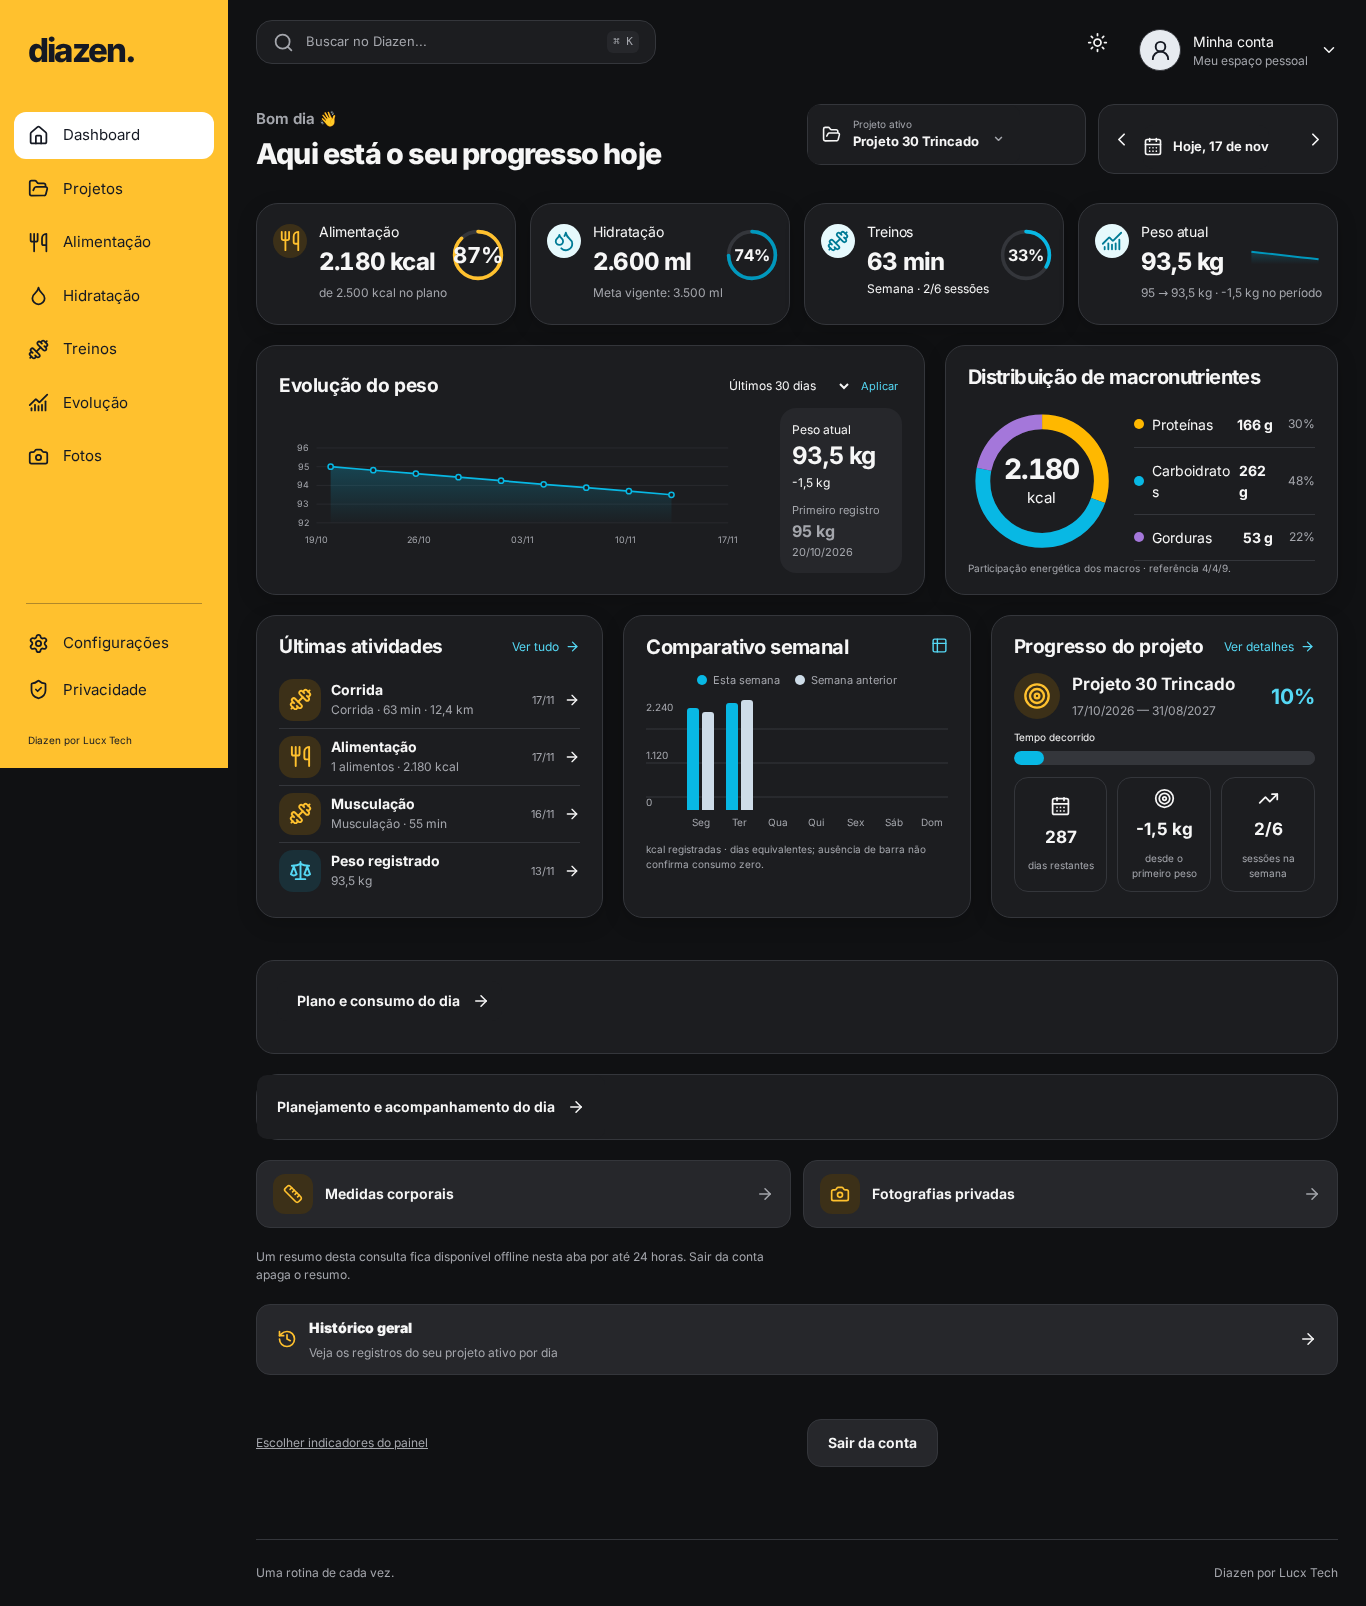 diazen.
Dashboard
Projetos
Alimentação
Hidratação
Treinos
Evolução
Fotos
Configurações
Privacidade
Diazen por Lucx Tech
Buscar no Diazen...
⌘ K
Minha conta
Meu espaço pessoal
Bom dia 👋
Aqui está o seu progresso hoje
Projeto ativo
Projeto 30 Trincado
Hoje, 17 de nov
Alimentação
2.180 kcal
de 2.500 kcal no plano
87%
Hidratação
2.600 ml
Meta vigente: 3.500 ml
74%
Treinos
63 min
Semana · 2/6 sessões
33%
Peso atual
93,5 kg
95 → 93,5 kg · -1,5 kg no período
Evolução do peso
Últimos 30 dias
Aplicar
96
95
94
93
92
19/10
26/10
03/11
10/11
17/11
Peso atual
93,5 kg
-1,5 kg
Primeiro registro
95 kg
20/10/2026
Distribuição de macronutrientes
2.180
kcal
Proteínas 166 g 30%
Carboidrato 262
s g 48%
Gorduras 53 g 22%
Participação energética dos macros · referência 4/4/9.
Últimas atividades
Ver tudo
Corrida
Corrida · 63 min · 12,4 km
17/11
Alimentação
1 alimentos · 2.180 kcal
17/11
Musculação
Musculação · 55 min
16/11
Peso registrado
93,5 kg
13/11
Comparativo semanal
Esta semana
Semana anterior
2.240
1.120
0
Seg
Ter
Qua
Qui
Sex
Sáb
Dom
kcal registradas · dias equivalentes; ausência de barra não
confirma consumo zero.
Progresso do projeto
Ver detalhes
Projeto 30 Trincado
17/10/2026 — 31/08/2027
10%
Tempo decorrido
287
dias restantes
-1,5 kg
desde o
primeiro peso
2/6
sessões na
semana
Plano e consumo do dia
Planejamento e acompanhamento do dia
Medidas corporais
Fotografias privadas
Um resumo desta consulta fica disponível offline nesta aba por até 24 horas. Sair da conta
apaga o resumo.
Histórico geral
Veja os registros do seu projeto ativo por dia
Escolher indicadores do painel
Sair da conta
Uma rotina de cada vez.
Diazen por Lucx Tech